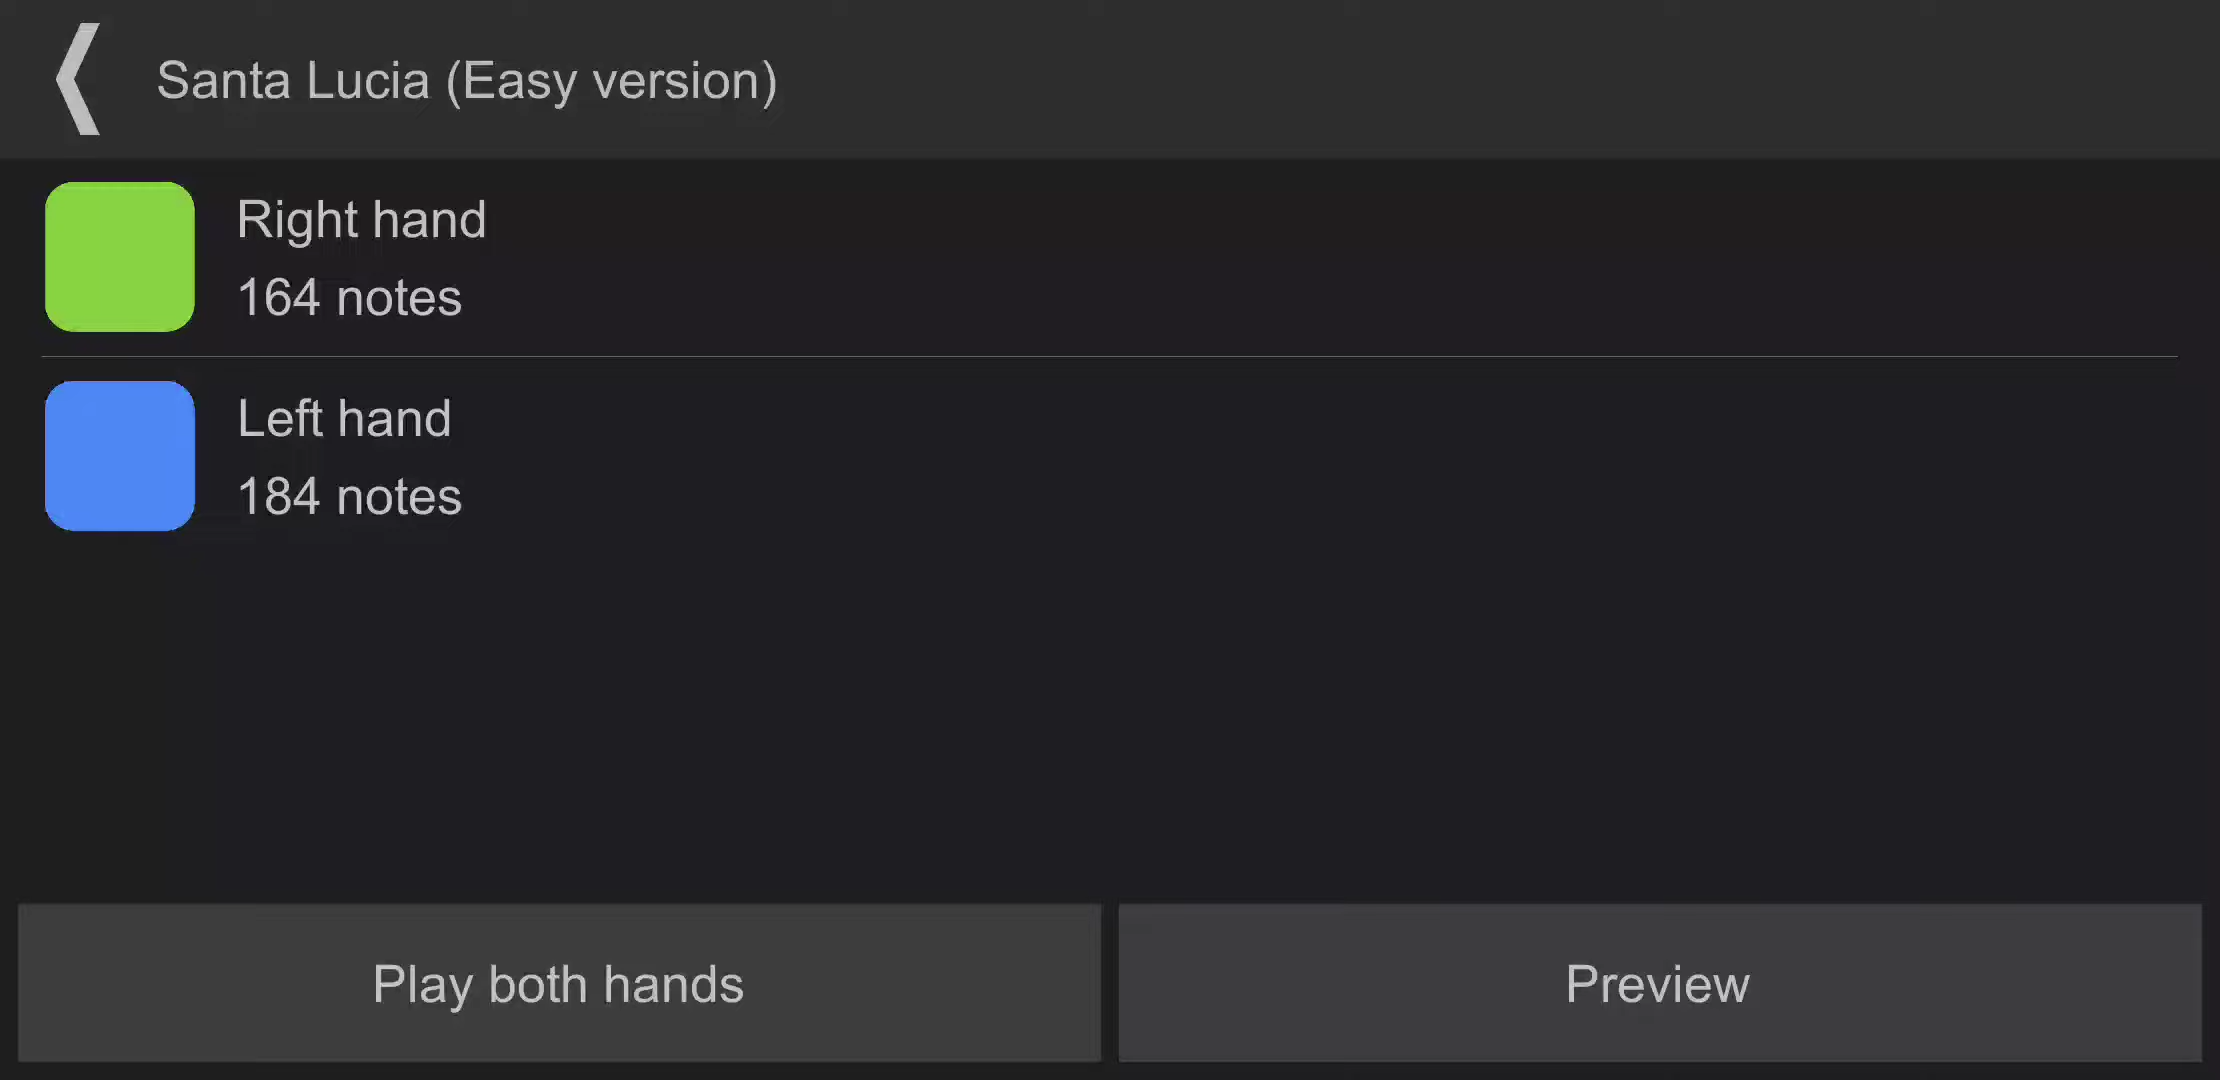 Santa Lucia (Easy version)
Right hand
164 notes
Left hand
184 notes
Play both hands
Preview